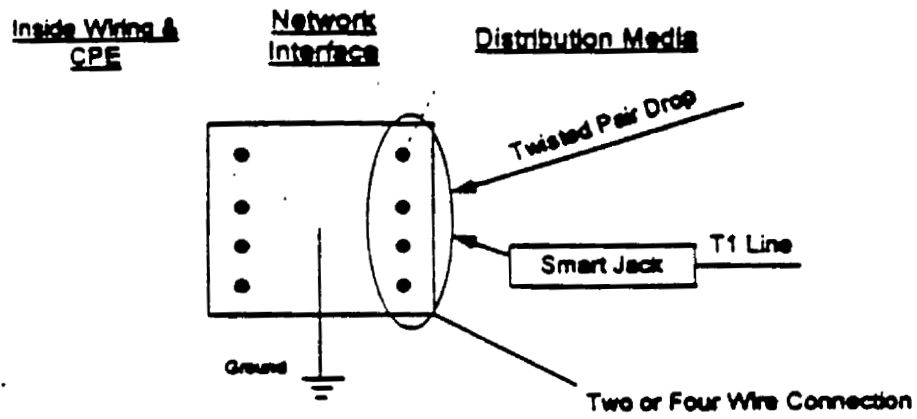 Inside Wiring &
CPE
Network
Interface
Distribution Media
Twisted Pair Drop
T1 Line
Smart Jack
Ground
Two or Four Wire Connection